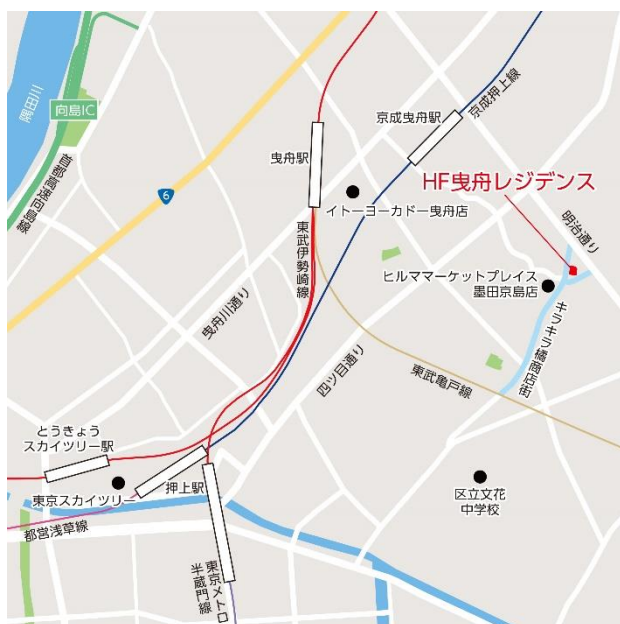 隅田川
向島IC
首都高速向島線
6
曳舟駅
京成曳舟駅
京成押上線
HF曳舟レジデンス
イトーヨーカドー曳舟店
明治通り
東武伊勢崎線
ヒルママーケットプレイス
墨田京島店
キラキラ橘商店街
曳舟川通り
四ツ目通り
東武亀戸線
とうきょう
スカイツリー駅
東京スカイツリー
押上駅
区立文花
中学校
都営浅草線
東京メトロ
半蔵門線